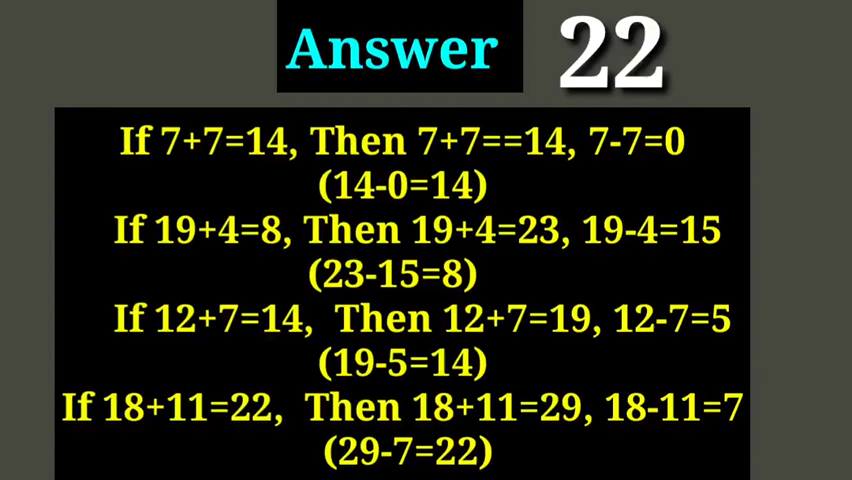 Answer 22
If 7+7=14, Then 7+7==14, 7-7=0
(14-0=14)
If 19+4=8, Then 19+4=23, 19-4=15
(23-15=8)
If 12+7=14, Then 12+7=19, 12-7=5
(19-5=14)
If 18+11=22, Then 18+11=29, 18-11=7
(29-7=22)